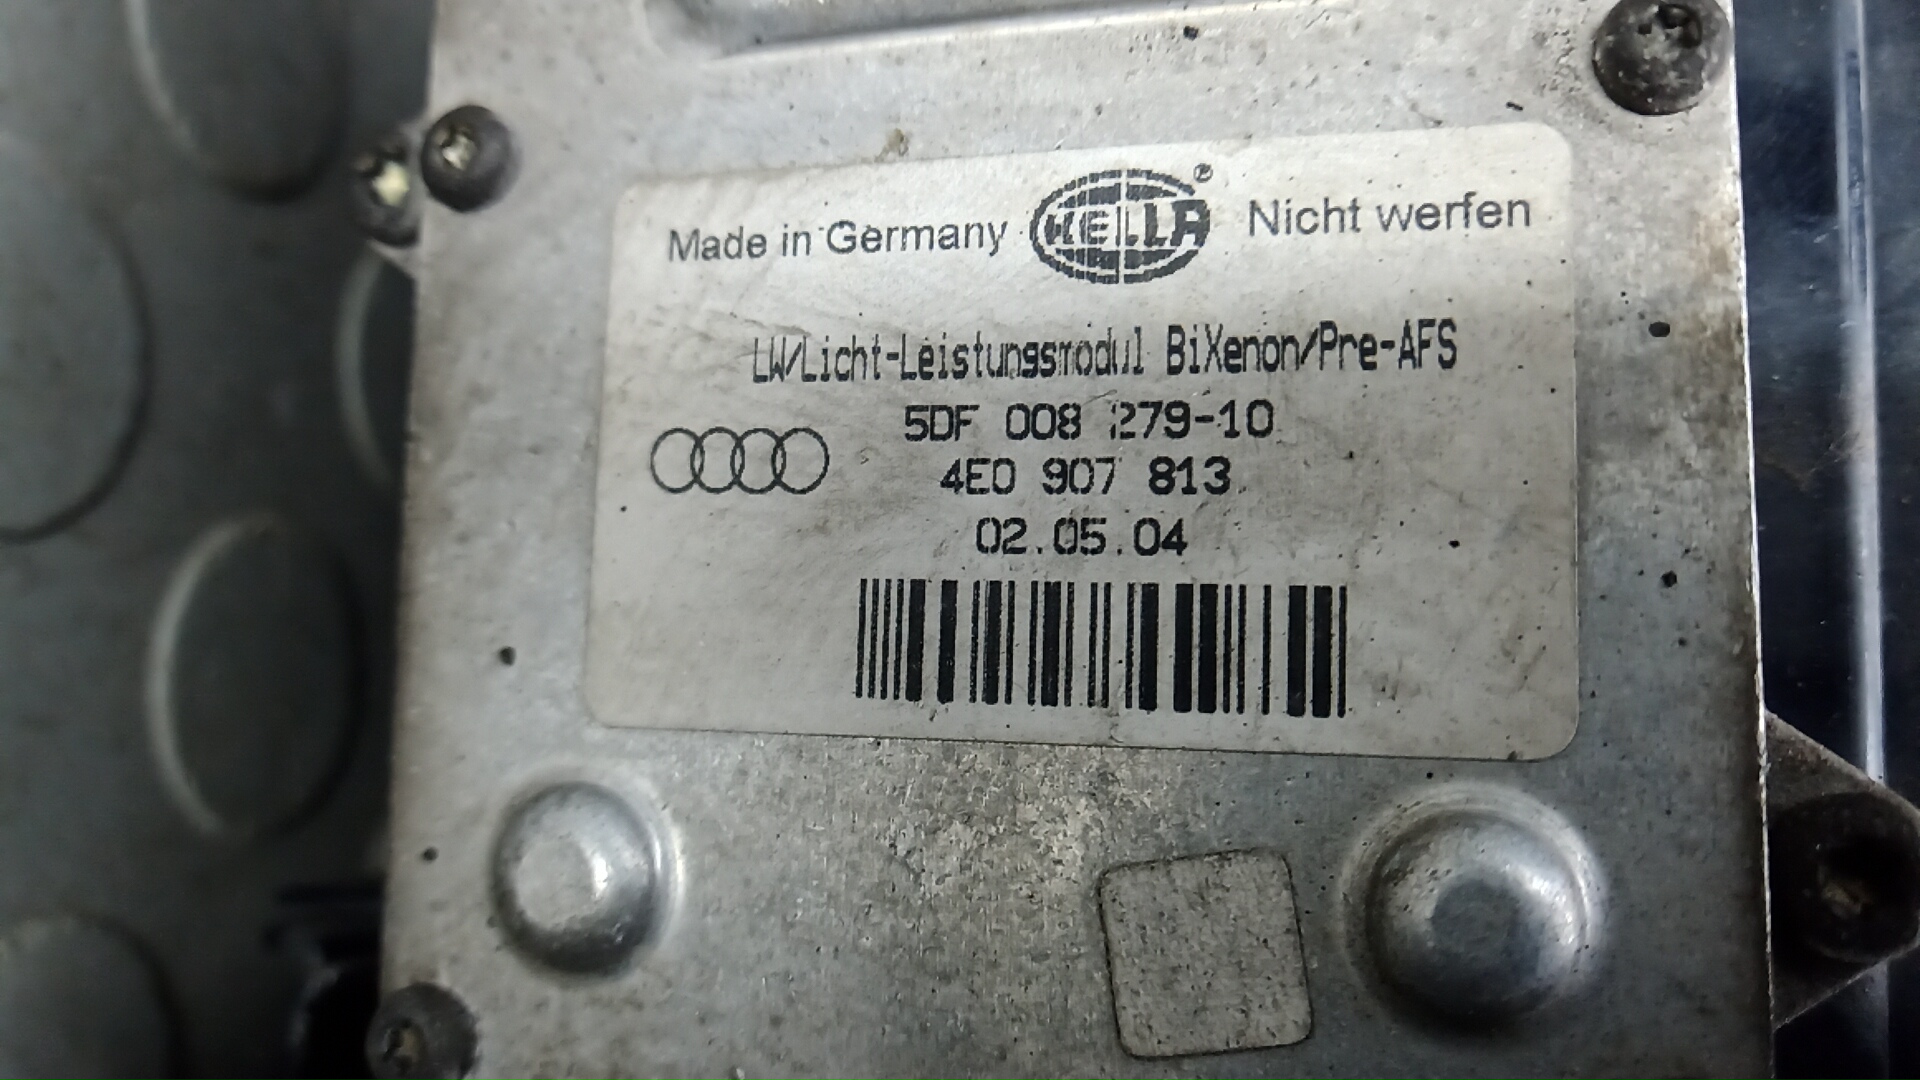 Made in Germany HELLA® Nicht werfen
LW/Licht-Leistungsmodul BiXenon/Pre-AFS
5DF 008 279-10
4E0 907 813
02.05.04